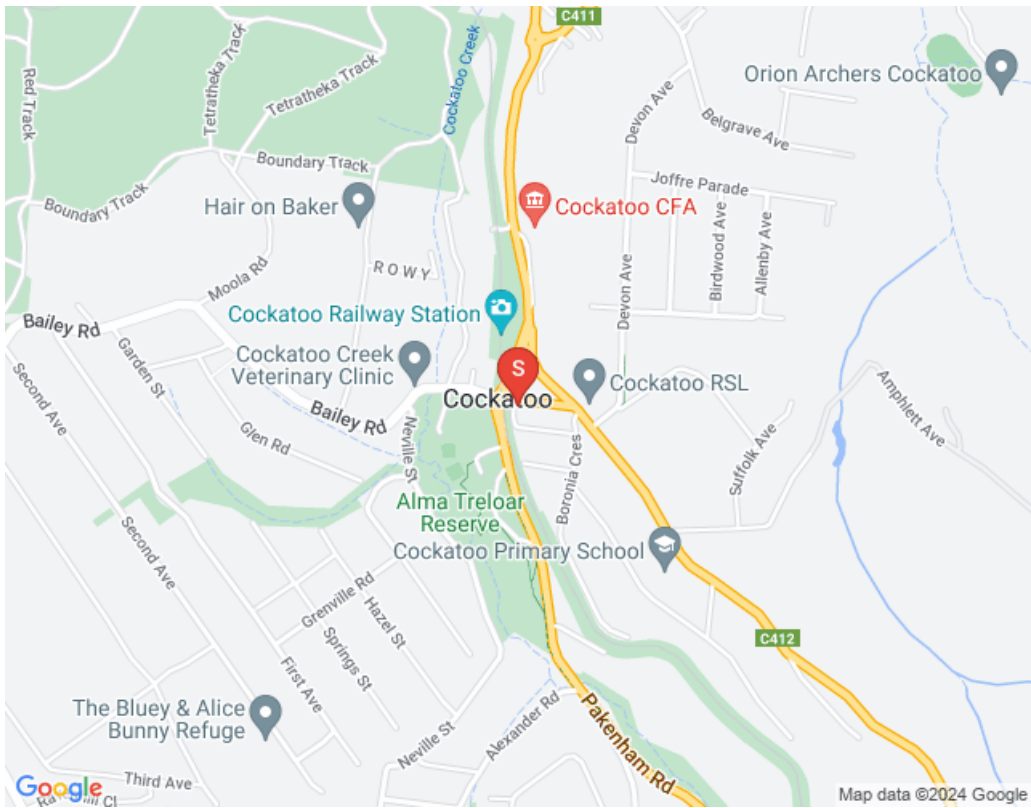 C411
Cockatoo Creek
Orion Archers Cockatoo
Red Track
Tetratheka Track
Tetratheka Track
Devon Ave
Belgrave Ave
Boundary Track
Boundary Track
Joffre Parade
Hair on Baker
Cockatoo CFA
Birdwood Ave
Allenby Ave
Moola Rd
R O W Y
Devon Ave
Cockatoo Railway Station
Bailey Rd
Garden St
Second Ave
Cockatoo Creek
Veterinary Clinic
S
Cockatoo RSL
Cockatoo
Bailey Rd
Amphlett Ave
Glen Rd
Neville St
Boronia Cres
Suffolk Ave
Alma Treloar
Reserve
Cockatoo Primary School
Second Ave
Grenville Rd
Hazel St
Springs St
First Ave
C412
The Bluey & Alice
Bunny Refuge
Neville St
Alexander Rd
Pakenham Rd
Third Ave
Google
Map data ©2024 Google